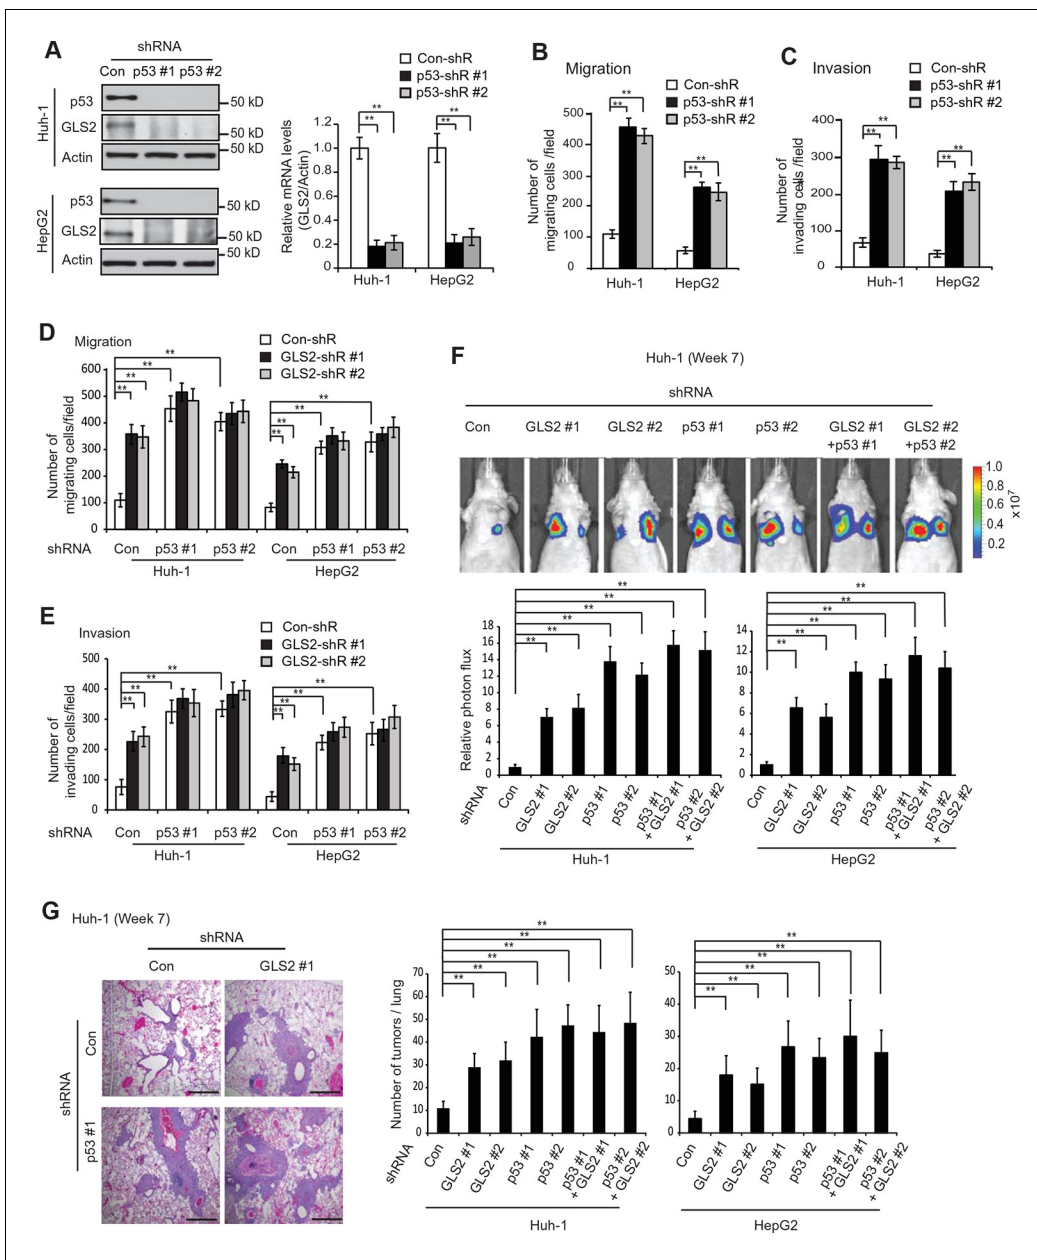 A
shRNA
Con p53 #1 p53 #2
Huh-1
p53
50 kD
GLS2
50 kD
Actin
50 kD
HepG2
p53
50 kD
GLS2
50 kD
Actin
50 kD
Con-shR
p53-shR #1
p53-shR #2
Relative mRNA levels
(GLS2/Actin)
1.2
1.0
0.8
0.6
0.4
0.2
0
** ** ** **
Huh-1 HepG2
B
Migration
Con-shR
p53-shR #1
p53-shR #2
Number of
migrating cells /field
500
400
300
200
100
0
** ** ** **
Huh-1 HepG2
C
Invasion
Con-shR
p53-shR #1
p53-shR #2
Number of
invading cells /field
400
300
200
100
0
** ** ** **
Huh-1 HepG2
D
Migration
Con-shR
GLS2-shR #1
GLS2-shR #2
Number of
migrating cells/field
600
500
400
300
200
100
0
** ** ** **
** ** ** **
shRNA Con p53 #1 p53 #2 Con p53 #1 p53 #2
Huh-1 HepG2
E
Invasion
Con-shR
GLS2-shR #1
GLS2-shR #2
Number of
invading cells/field
500
400
300
200
100
0
** ** ** **
** ** ** **
shRNA Con p53 #1 p53 #2 Con p53 #1 p53 #2
Huh-1 HepG2
F
Huh-1 (Week 7)
shRNA
Con GLS2 #1 GLS2 #2 p53 #1 p53 #2 GLS2 #1 GLS2 #2
+p53 #1 +p53 #2
1.0
0.8
0.6
0.4
0.2
x10⁷
Relative photon flux
18
16
14
12
10
8
6
4
2
0
** ** ** ** ** **
shRNA
Con
GLS2 #1
GLS2 #2
p53 #1
p53 #2
p53 #1
+ GLS2 #1
p53 #2
+ GLS2 #2
Huh-1
14
12
10
8
6
4
2
0
** ** ** ** ** **
Con
GLS2 #1
GLS2 #2
p53 #1
p53 #2
p53 #1
+ GLS2 #1
p53 #2
+ GLS2 #2
HepG2
G
Huh-1 (Week 7)
shRNA
Con GLS2 #1
shRNA
Con
p53 #1
Number of tumors / lung
70
60
50
40
30
20
10
0
** ** ** ** ** **
shRNA
Con
GLS2 #1
GLS2 #2
p53 #1
p53 #2
p53 #1
+ GLS2 #1
p53 #2
+ GLS2 #2
Huh-1
50
40
30
20
10
0
** ** ** ** ** **
Con
GLS2 #1
GLS2 #2
p53 #1
p53 #2
p53 #1
+ GLS2 #1
p53 #2
+ GLS2 #2
HepG2